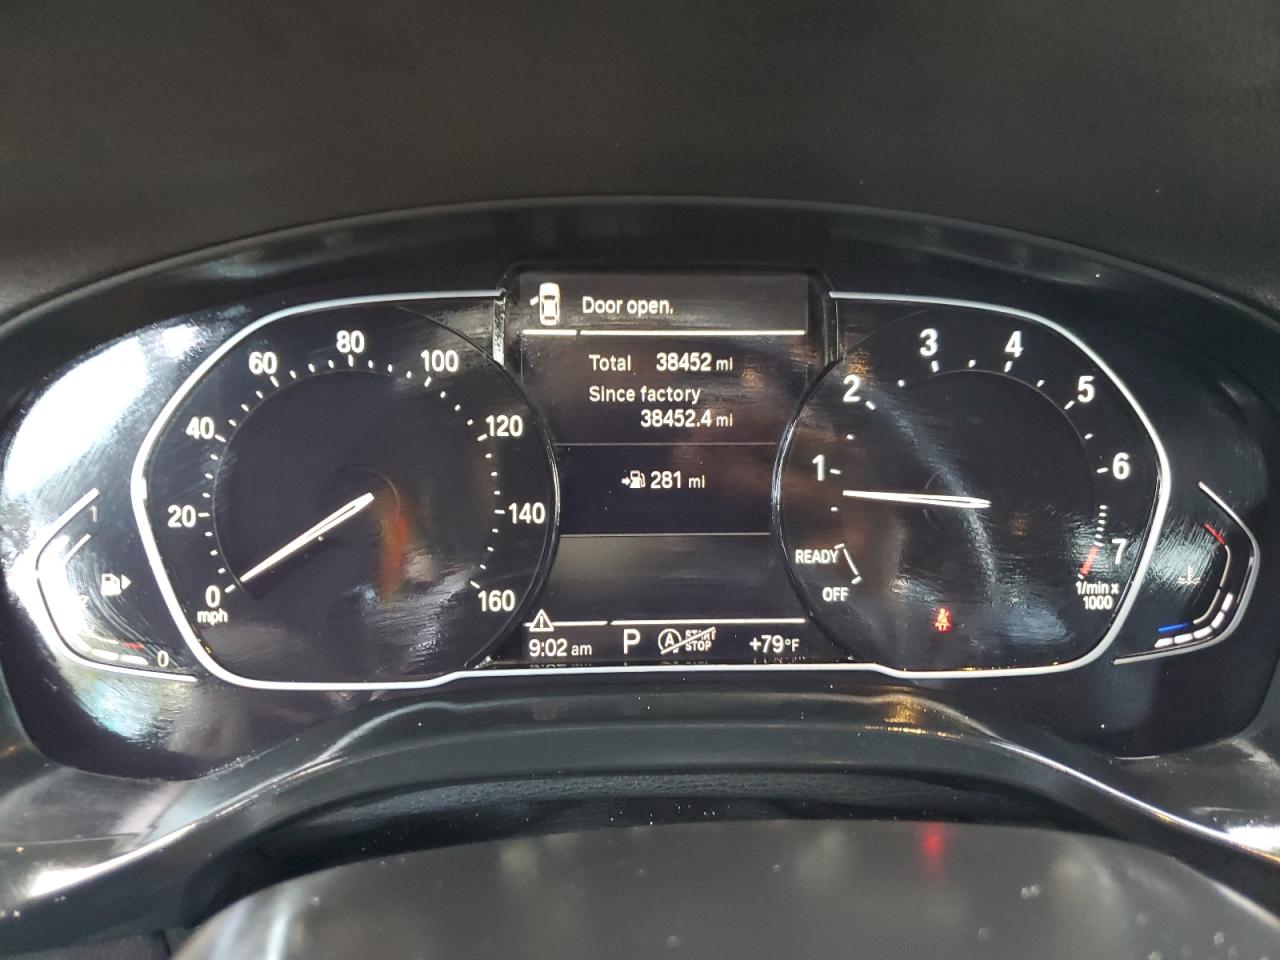 Door open.
Total 38452 mi
Since factory
38452.4 mi
281 mi
9:02 am P A START STOP +79°F
0 20 40 60 80 100 120 140 160
mph
READY
OFF
1 2 3 4 5 6 7
1/min x
1000
1
0